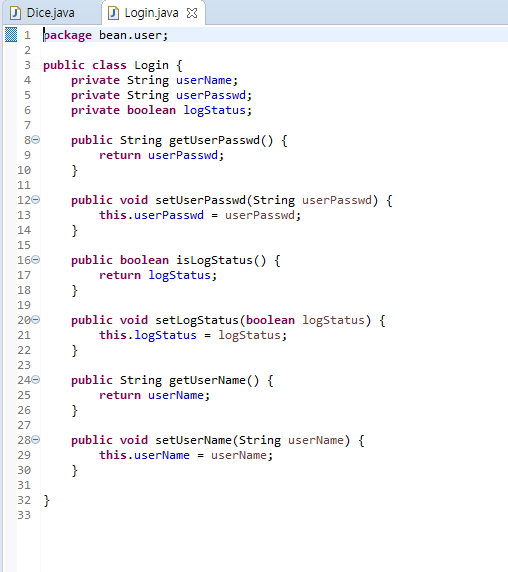 Dice.java Login.java
1 package bean.user;
2
3 public class Login {
4 private String userName;
5 private String userPasswd;
6 private boolean logStatus;
7
8 public String getUserPasswd() {
9 return userPasswd;
10 }
11
12 public void setUserPasswd(String userPasswd) {
13 this.userPasswd = userPasswd;
14 }
15
16 public boolean isLogStatus() {
17 return logStatus;
18 }
19
20 public void setLogStatus(boolean logStatus) {
21 this.logStatus = logStatus;
22 }
23
24 public String getUserName() {
25 return userName;
26 }
27
28 public void setUserName(String userName) {
29 this.userName = userName;
30 }
31
32 }
33